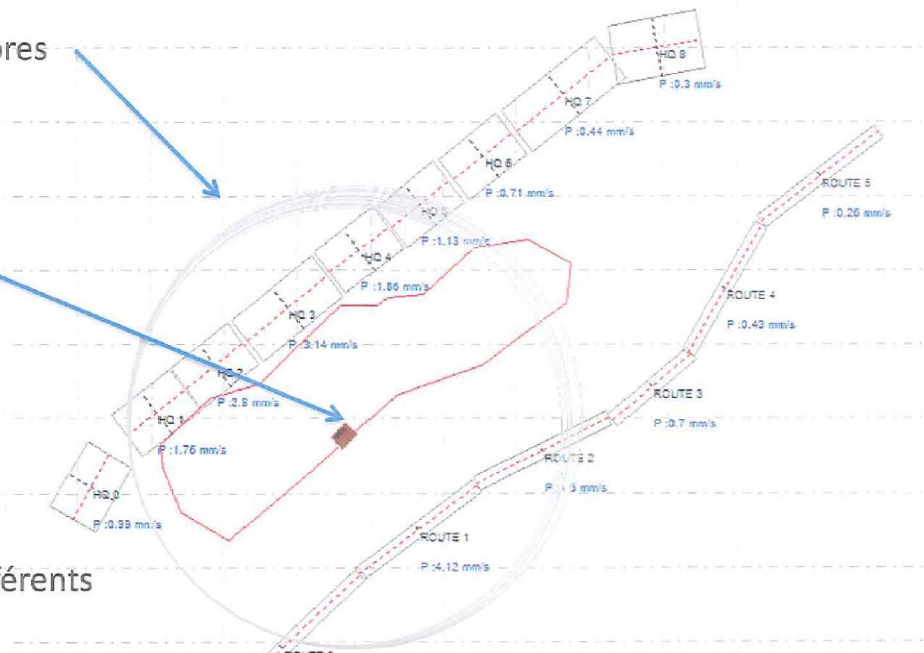 HQ 8
P :0.3 mm/s
HQ 7
P :0.44 mm/s
HQ 6
P :0.71 mm/s
P :1.13 mm/s
HQ 4
P :1.86 mm/s
HQ 3
P :3.14 mm/s
HQ 2
P :2.8 mm/s
HQ 1
P :1.76 mm/s
HQ 0
P :0.99 mm/s
ROUTE 5
P :0.26 mm/s
ROUTE 4
P :0.43 mm/s
ROUTE 3
P :0.7 mm/s
ROUTE 2
ROUTE 1
P :4.12 mm/s
férents